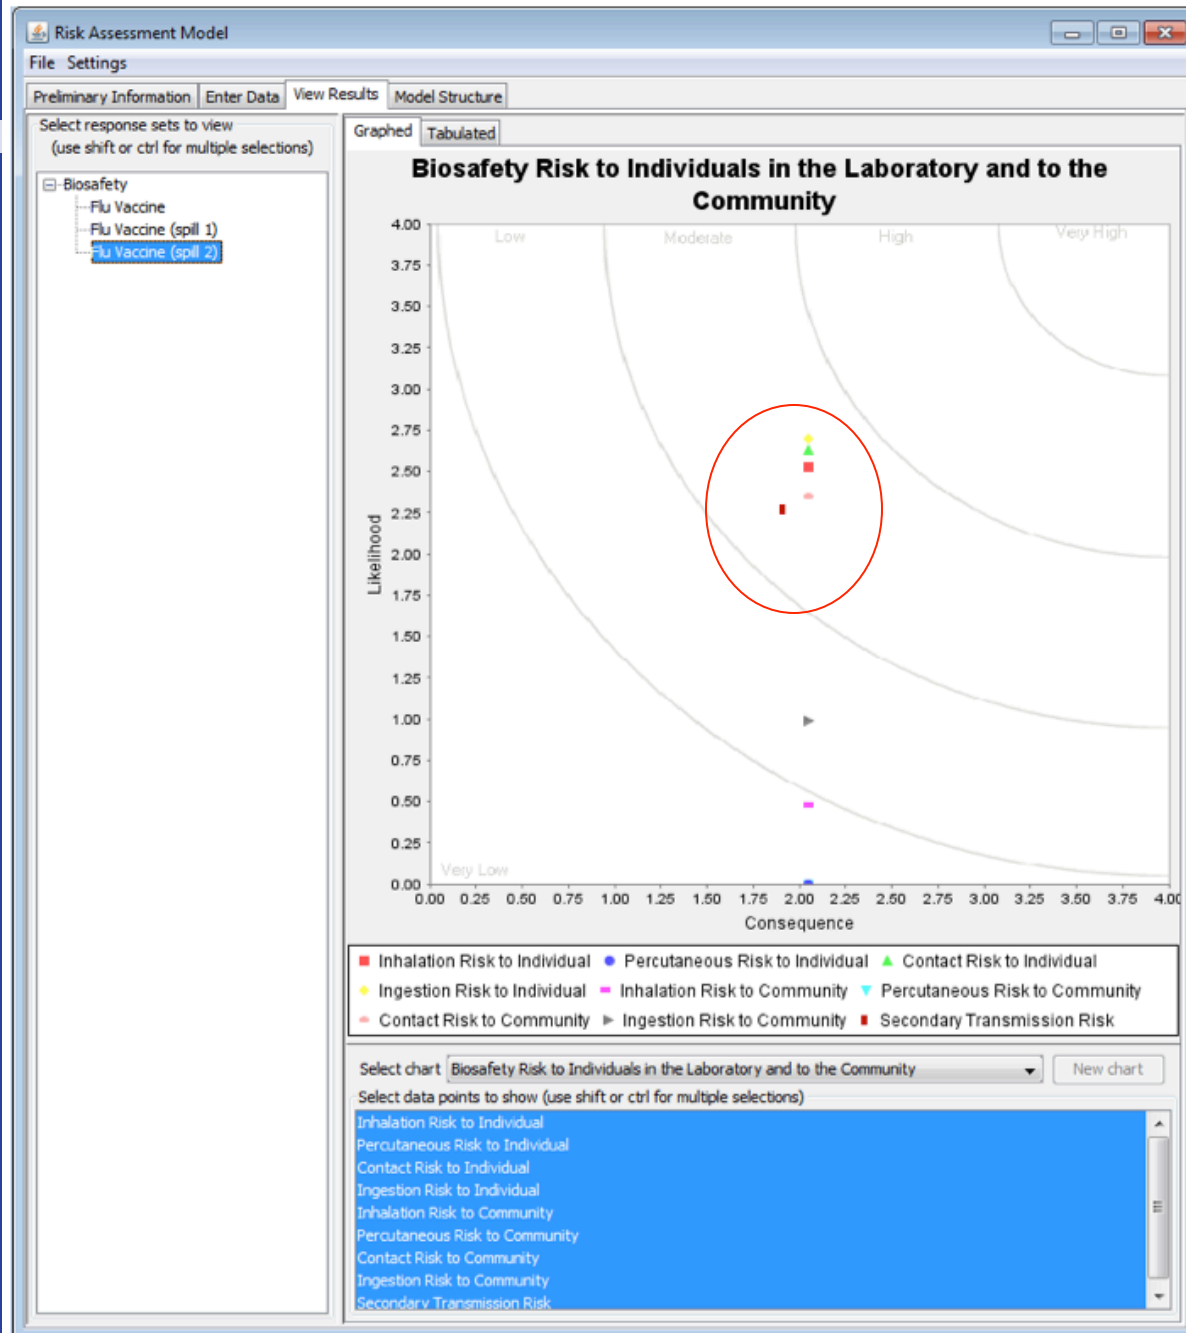 Risk Assessment Model
File Settings
Preliminary Information Enter Data View Results Model Structure
Select response sets to view
(use shift or ctrl for multiple selections)
Biosafety
Flu Vaccine
Flu Vaccine (spill 1)
Flu Vaccine (spill 2)
Graphed Tabulated
Biosafety Risk to Individuals in the Laboratory and to the
Community
Low Moderate High Very High
4.00
3.75
3.50
3.25
3.00
2.75
2.50
2.25
2.00
1.75
1.50
1.25
1.00
0.75
0.50
0.25
0.00
Likelihood
Very Low
0.00 0.25 0.50 0.75 1.00 1.25 1.50 1.75 2.00 2.25 2.50 2.75 3.00 3.25 3.50 3.75 4.00
Consequence
Inhalation Risk to Individual Percutaneous Risk to Individual Contact Risk to Individual
Ingestion Risk to Individual Inhalation Risk to Community Percutaneous Risk to Community
Contact Risk to Community Ingestion Risk to Community Secondary Transmission Risk
Select chart Biosafety Risk to Individuals in the Laboratory and to the Community New chart
Select data points to show (use shift or ctrl for multiple selections)
Inhalation Risk to Individual
Percutaneous Risk to Individual
Contact Risk to Individual
Ingestion Risk to Individual
Inhalation Risk to Community
Percutaneous Risk to Community
Contact Risk to Community
Ingestion Risk to Community
Secondary Transmission Risk